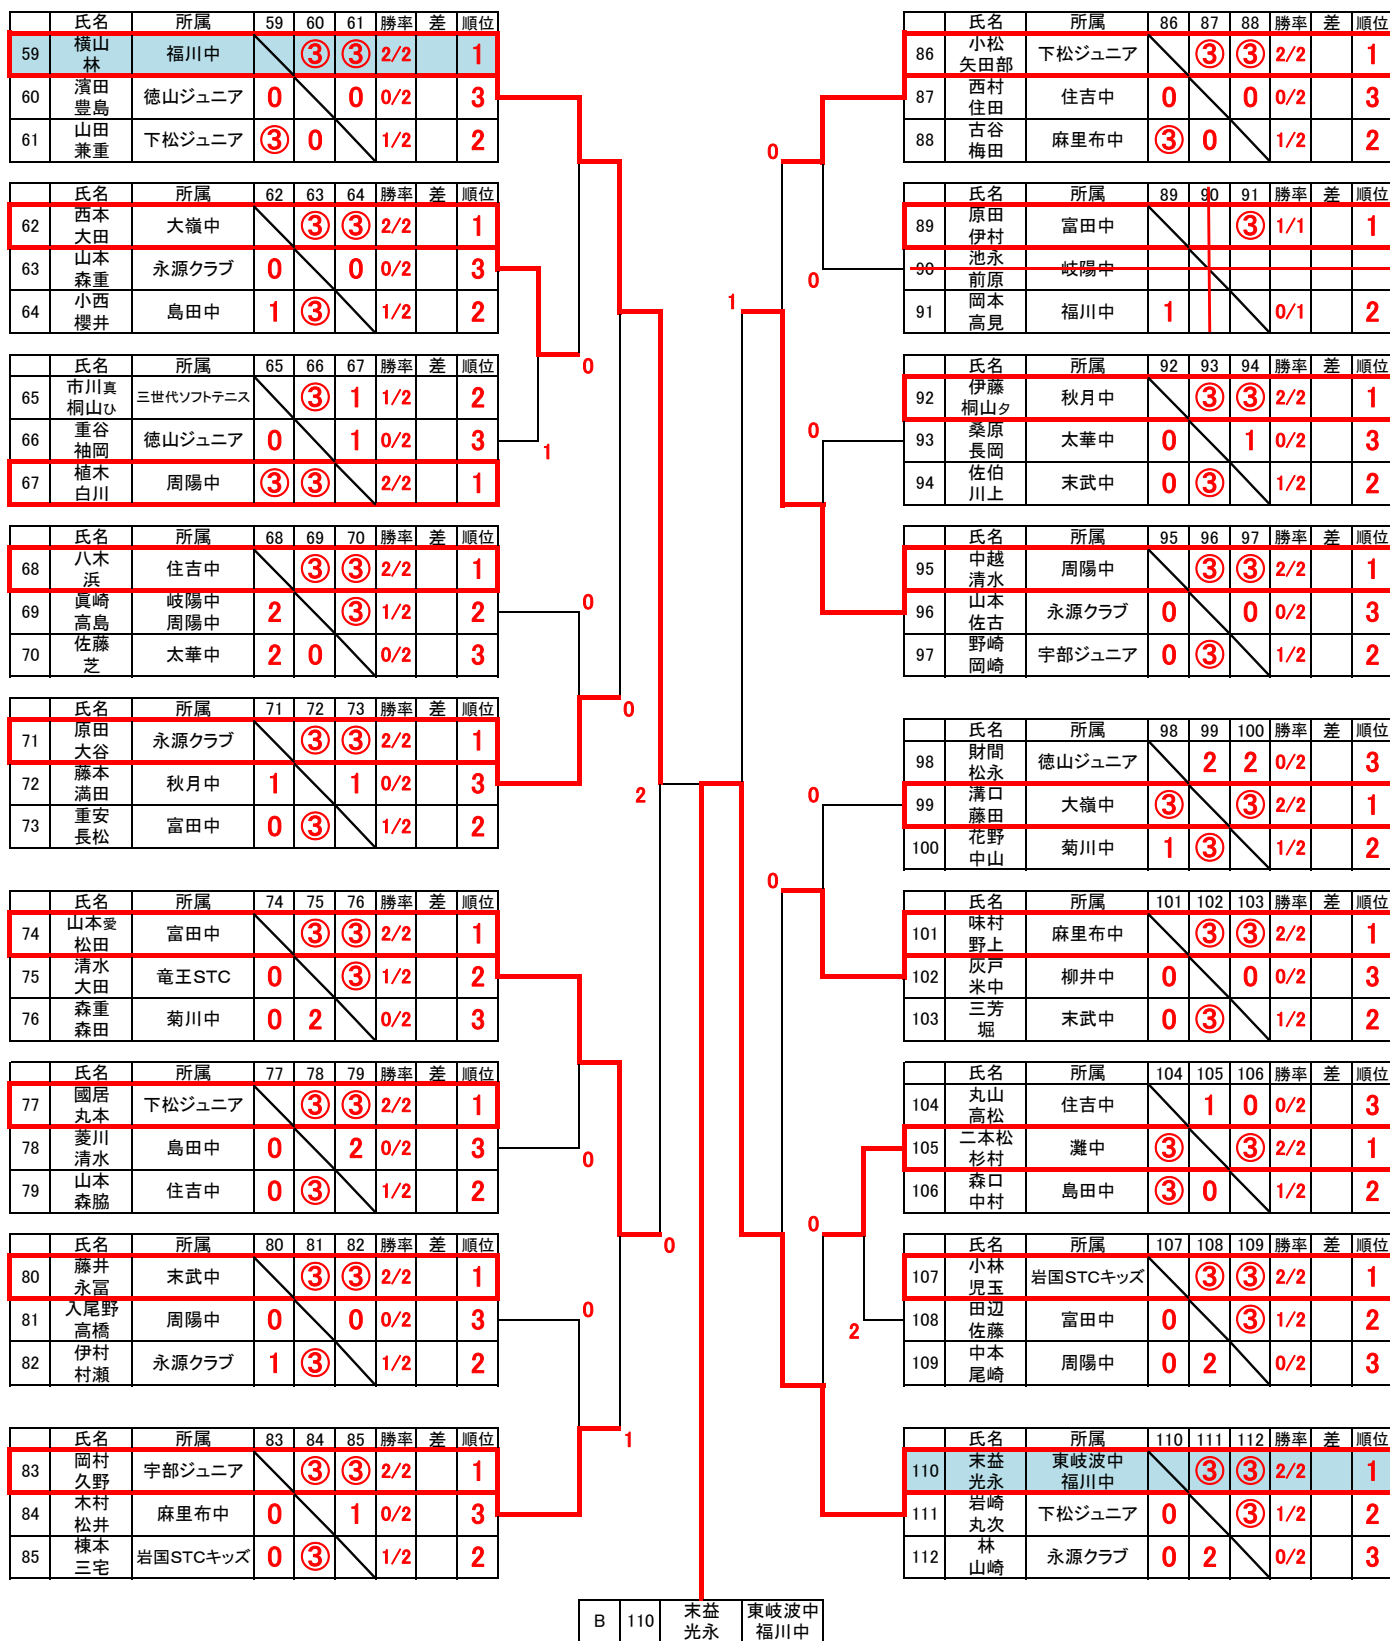 氏名 所属 59 60 61 勝率 差 順位
59 横山 林 福川中 ③ ③ 2/2 1
60 濱田 豊島 徳山ジュニア 0 0 0/2 3
61 山田 兼重 下松ジュニア ③ 0 1/2 2
氏名 所属 62 63 64 勝率 差 順位
62 西本 大田 大嶺中 ③ ③ 2/2 1
63 山本 森重 永源クラブ 0 0 0/2 3
64 小西 櫻井 島田中 1 ③ 1/2 2
0
氏名 所属 65 66 67 勝率 差 順位
65 市川真 桐山ひ 三世代ソフトテニス ③ 1 1/2 2
66 重谷 袖岡 徳山ジュニア 0 1 0/2 3
67 植木 白川 周陽中 ③ ③ 2/2 1
1
氏名 所属 68 69 70 勝率 差 順位
68 八木 浜 住吉中 ③ ③ 2/2 1
69 眞崎 高島 岐陽中 周陽中 2 ③ 1/2 2
70 佐藤 芝 太華中 2 0 0/2 3
0
氏名 所属 71 72 73 勝率 差 順位
71 原田 大谷 永源クラブ ③ ③ 2/2 1
72 藤本 満田 秋月中 1 1 0/2 3
73 重安 長松 富田中 0 ③ 1/2 2
0
2
氏名 所属 74 75 76 勝率 差 順位
74 山本愛 松田 富田中 ③ ③ 2/2 1
75 清水 大田 竜王STC 0 ③ 1/2 2
76 森重 森田 菊川中 0 2 0/2 3
氏名 所属 77 78 79 勝率 差 順位
77 國居 丸本 下松ジュニア ③ ③ 2/2 1
78 菱川 清水 島田中 0 2 0/2 3
79 山本 森脇 住吉中 0 ③ 1/2 2
0
0
氏名 所属 80 81 82 勝率 差 順位
80 藤井 永冨 末武中 ③ ③ 2/2 1
81 入尾野 高橋 周陽中 0 0 0/2 3
82 伊村 村瀬 永源クラブ 1 ③ 1/2 2
0
1
氏名 所属 83 84 85 勝率 差 順位
83 岡村 久野 宇部ジュニア ③ ③ 2/2 1
84 木村 松井 麻里布中 0 1 0/2 3
85 棟本 三宅 岩国STCキッズ 0 ③ 1/2 2
氏名 所属 86 87 88 勝率 差 順位
86 小松 矢田部 下松ジュニア ③ ③ 2/2 1
87 西村 住田 住吉中 0 0 0/2 3
88 古谷 梅田 麻里布中 ③ 0 1/2 2
0
氏名 所属 89 90 91 勝率 差 順位
89 原田 伊村 富田中 ③ 1/1 1
90 池永 前原 岐陽中
91 岡本 高見 福川中 1 0/1 2
0
1
氏名 所属 92 93 94 勝率 差 順位
92 伊藤 桐山夕 秋月中 ③ ③ 2/2 1
93 桑原 長岡 太華中 0 1 0/2 3
94 佐伯 川上 末武中 0 ③ 1/2 2
0
氏名 所属 95 96 97 勝率 差 順位
95 中越 清水 周陽中 ③ ③ 2/2 1
96 山本 佐古 永源クラブ 0 0 0/2 3
97 野崎 岡崎 宇部ジュニア 0 ③ 1/2 2
氏名 所属 98 99 100 勝率 差 順位
98 財間 松永 徳山ジュニア 2 2 0/2 3
99 溝口 藤田 大嶺中 ③ ③ 2/2 1
100 花野 中山 菊川中 1 ③ 1/2 2
0
0
氏名 所属 101 102 103 勝率 差 順位
101 味村 野上 麻里布中 ③ ③ 2/2 1
102 灰戸 米中 柳井中 0 0 0/2 3
103 三芳 堀 末武中 0 ③ 1/2 2
氏名 所属 104 105 106 勝率 差 順位
104 丸山 高松 住吉中 1 0 0/2 3
105 二本松 杉村 灘中 ③ ③ 2/2 1
106 森口 中村 島田中 ③ 0 1/2 2
0
氏名 所属 107 108 109 勝率 差 順位
107 小林 児玉 岩国STCキッズ ③ ③ 2/2 1
108 田辺 佐藤 富田中 0 ③ 1/2 2
109 中本 尾崎 周陽中 0 2 0/2 3
2
氏名 所属 110 111 112 勝率 差 順位
110 末益 光永 東岐波中 福川中 ③ ③ 2/2 1
111 岩崎 丸次 下松ジュニア 0 ③ 1/2 2
112 林 山崎 永源クラブ 0 2 0/2 3
B 110 末益 光永 東岐波中 福川中